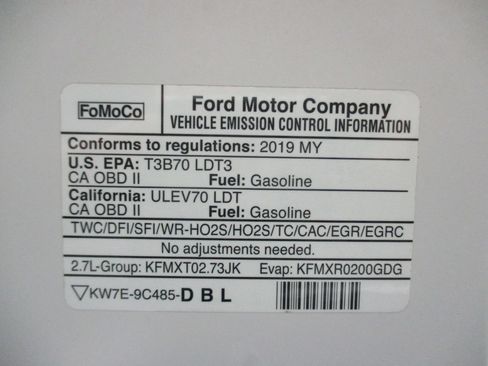 FoMoCo
Ford Motor Company
VEHICLE EMISSION CONTROL INFORMATION
Conforms to regulations: 2019 MY
U.S. EPA: T3B70 LDT3
CA OBD II Fuel: Gasoline
California: ULEV70 LDT
CA OBD II Fuel: Gasoline
TWC/DFI/SFI/WR-HO2S/HO2S/TC/CAC/EGR/EGRC
No adjustments needed.
2.7L-Group: KFMXT02.73JK Evap: KFMXR0200GDG
▽KW7E-9C485-D B L